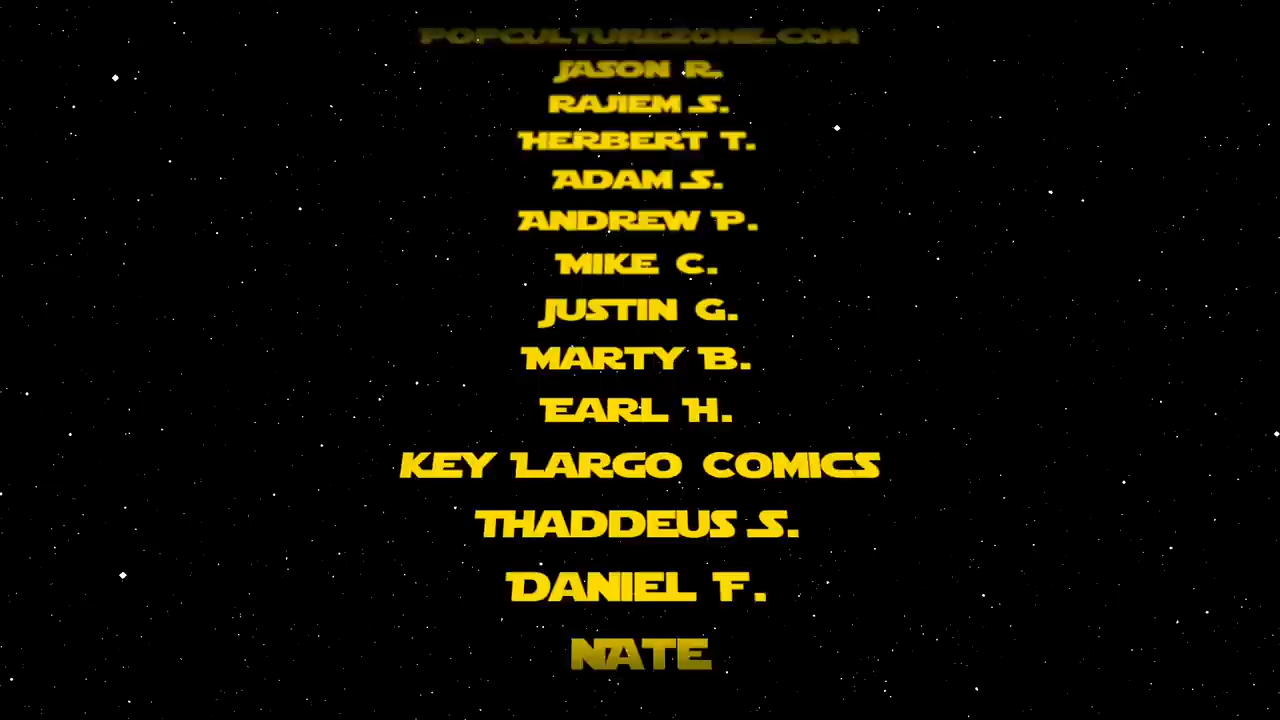 POPCULTUREZONE.COM
JASON R.
RAJIEM S.
HERBERT T.
ADAM S.
ANDREW P.
MIKE C.
JUSTIN G.
MARTY B.
EARL H.
KEY LARGO COMICS
THADDEUS S.
DANIEL F.
NATE